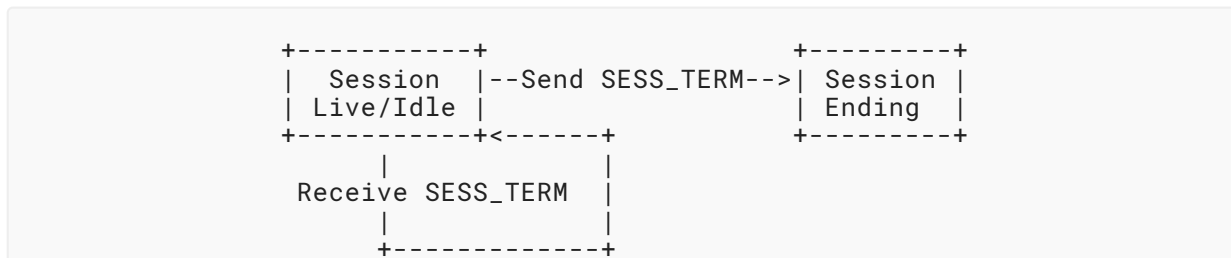 +-----------+                    +---------+
|  Session  |--Send SESS_TERM-->| Session |
| Live/Idle |                    | Ending  |
+-----------+<------+            +---------+
      |             |
 Receive SESS_TERM  |
      |             |
      +-------------+